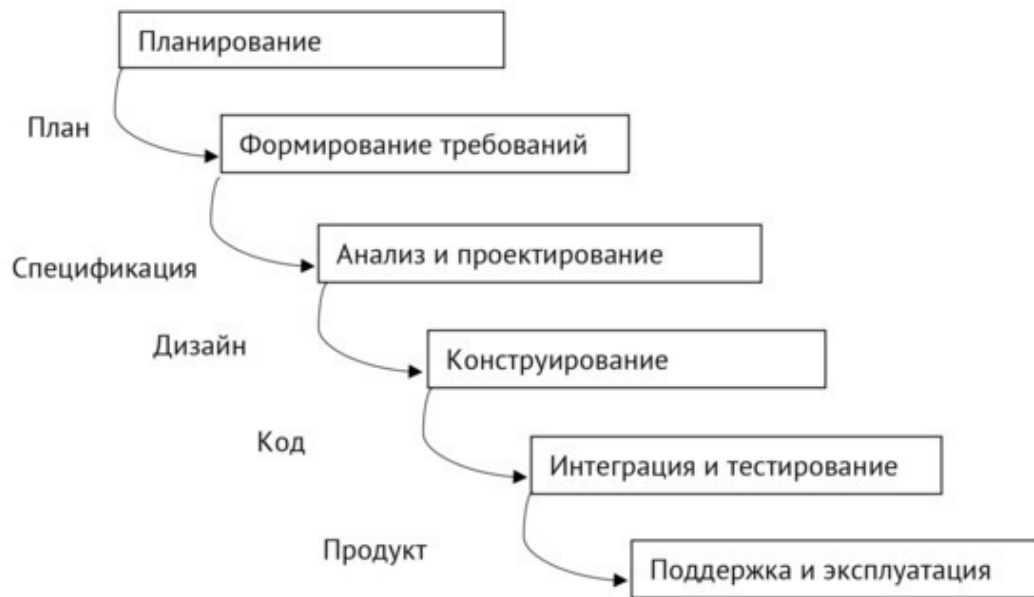 Планирование
План
Формирование требований
Спецификация
Анализ и проектирование
Дизайн
Конструирование
Код
Интеграция и тестирование
Продукт
Поддержка и эксплуатация